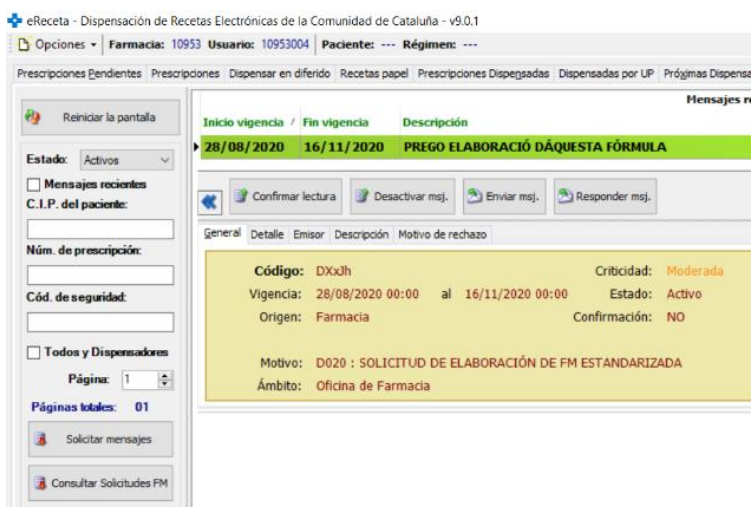 eReceta - Dispensación de Recetas Electrónicas de la Comunidad de Cataluña - v9.0.1
Opciones Farmacia: 10953 Usuario: 10953004 Paciente: --- Régimen: ---
Prescripciones Pendientes Prescripciones Dispensar en diferido Recetas papel Prescripciones Dispensadas Dispensadas por UP Próximas Dispensa
Mensajes re
Reiniciar la pantalla
Inicio vigencia / Fin vigencia Descripción
28/08/2020 16/11/2020 PREGO ELABORACIÓ DÁQUESTA FÓRMULA
Estado: Activos
Mensajes recientes
C.I.P. del paciente:
Confirmar lectura Desactivar msj. Enviar msj. Responder msj.
General Detalle Emisor Descripción Motivo de rechazo
Núm. de prescripción:
Código: DXxJh Criticidad: Moderada
Cód. de seguridad:
Vigencia: 28/08/2020 00:00 al 16/11/2020 00:00 Estado: Activo
Origen: Farmacia Confirmación: NO
Todos y Dispensadores
Motivo: D020 : SOLICITUD DE ELABORACIÓN DE FM ESTANDARIZADA
Página: 1
Ámbito: Oficina de Farmacia
Páginas totales: 01
Solicitar mensajes
Consultar Solicitudes FM